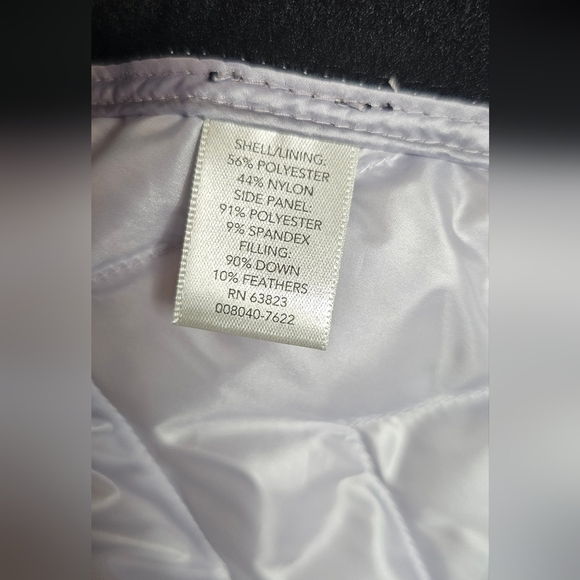 SHELL/LINING:
56% POLYESTER
44% NYLON
SIDE PANEL:
91% POLYESTER
9% SPANDEX
FILLING:
90% DOWN
10% FEATHERS
RN 63823
008040-7622